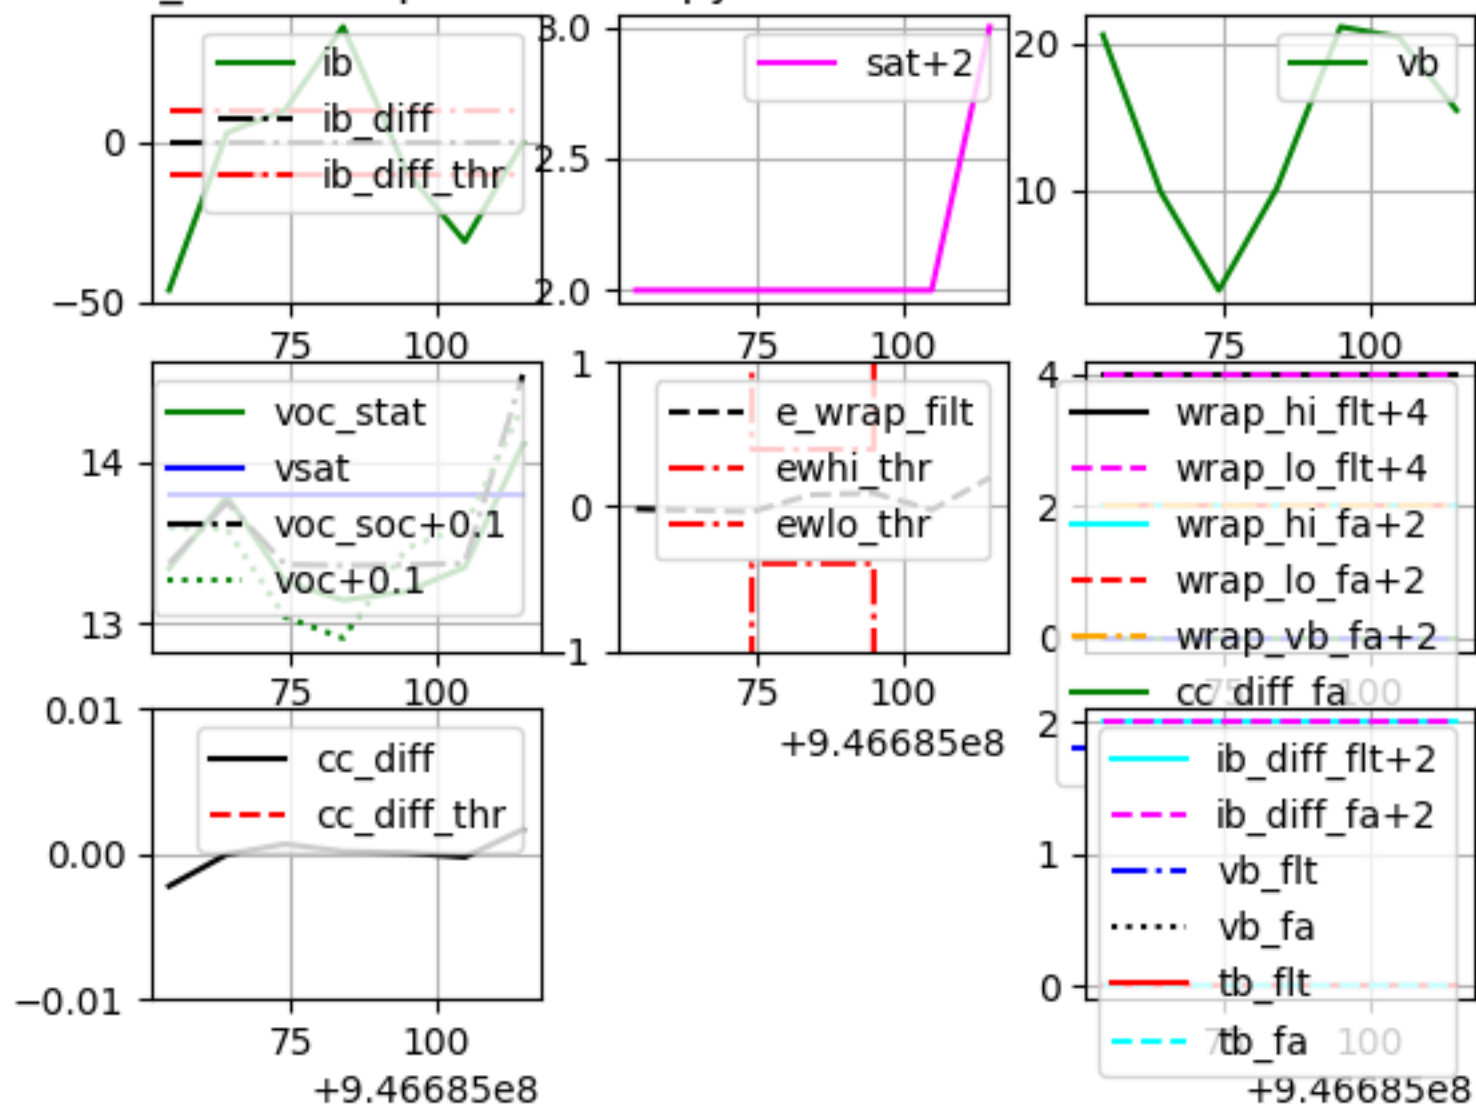 ib
ib_diff
ib_diff_thr
0
−50
75
100
3.0
2.5
2.0
sat+2
75
100
20
10
vb
75
100
14
13
voc_stat
vsat
voc_soc+0.1
voc+0.1
75
100
1
0
−1
e_wrap_filt
ewhi_thr
ewlo_thr
75
100
+9.46685e8
4
2
0
wrap_hi_flt+4
wrap_lo_flt+4
wrap_hi_fa+2
wrap_lo_fa+2
wrap_vb_fa+2
cc_diff_fa
75
100
0.01
0.00
−0.01
cc_diff
cc_diff_thr
75
100
+9.46685e8
2
1
0
ib_diff_flt+2
ib_diff_fa+2
vb_flt
vb_fa
tb_flt
tb_fa
75
100
+9.46685e8